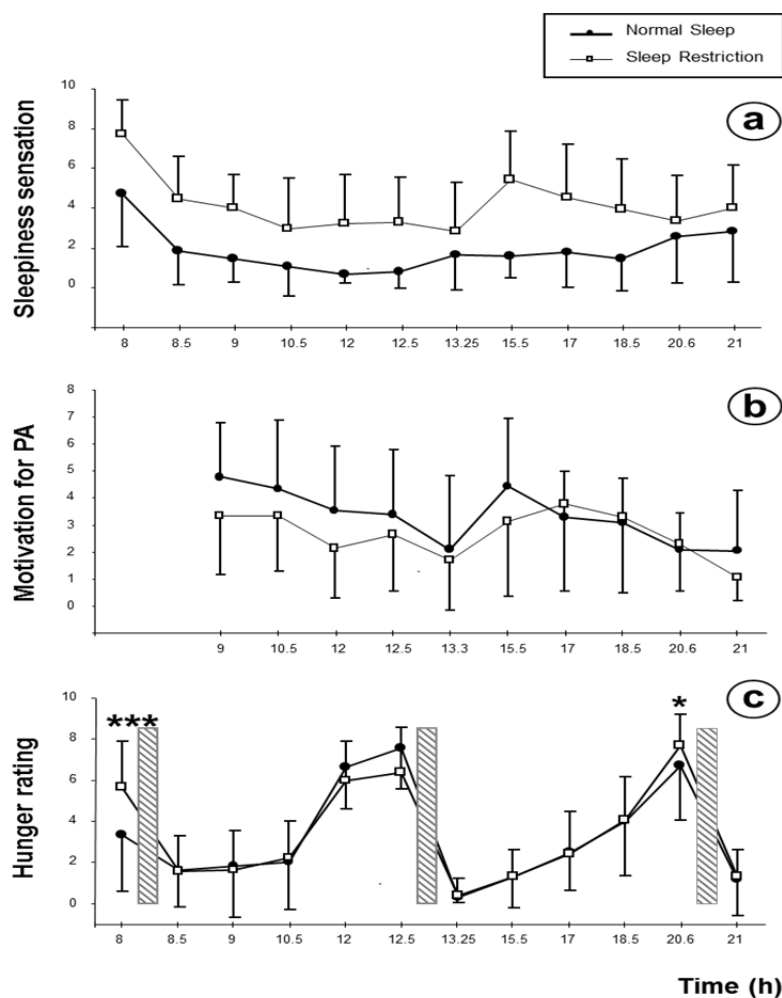 Normal Sleep
Sleep Restriction
a
Sleepiness sensation
10
8
6
4
2
0
8 8.5 9 10.5 12 12.5 13.25 15.5 17 18.5 20.6 21
b
Motivation for PA
8
7
6
5
4
3
2
1
0
9 10.5 12 12.5 13.3 15.5 17 18.5 20.6 21
c
Hunger rating
10
8
6
4
2
0
*** *
8 8.5 9 10.5 12 12.5 13.25 15.5 17 18.5 20.6 21
Time (h)